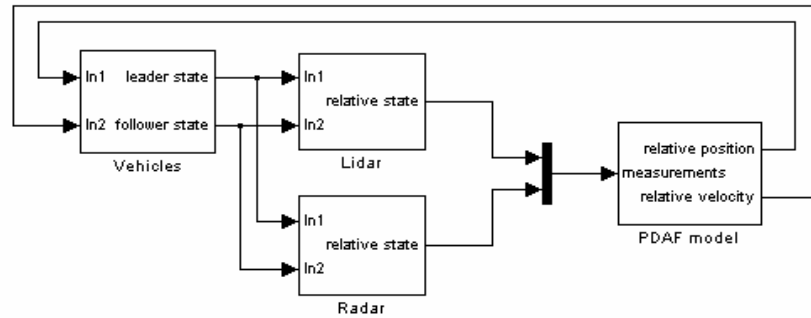 In1
leader state
In2
follower state
Vehicles
In1
relative state
In2
Lidar
In1
relative state
In2
Radar
relative position
measurements
relative velocity
PDAF model